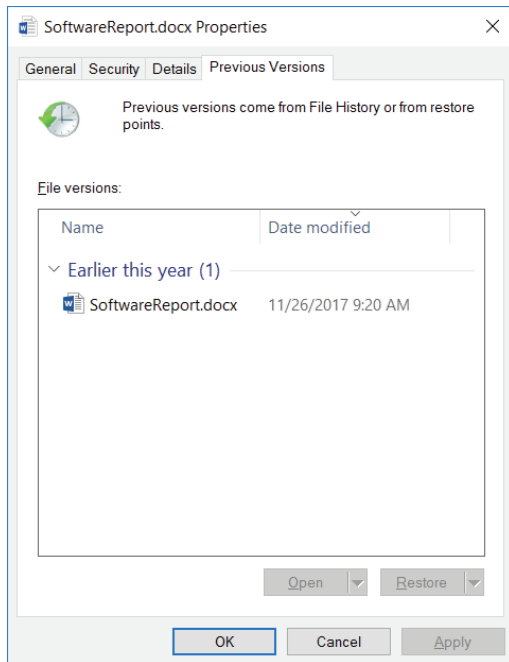 SoftwareReport.docx Properties
General Security Details Previous Versions
Previous versions come from File History or from restore
points.
File versions:
Name Date modified
Earlier this year (1)
SoftwareReport.docx 11/26/2017 9:20 AM
Open Restore
OK Cancel Apply